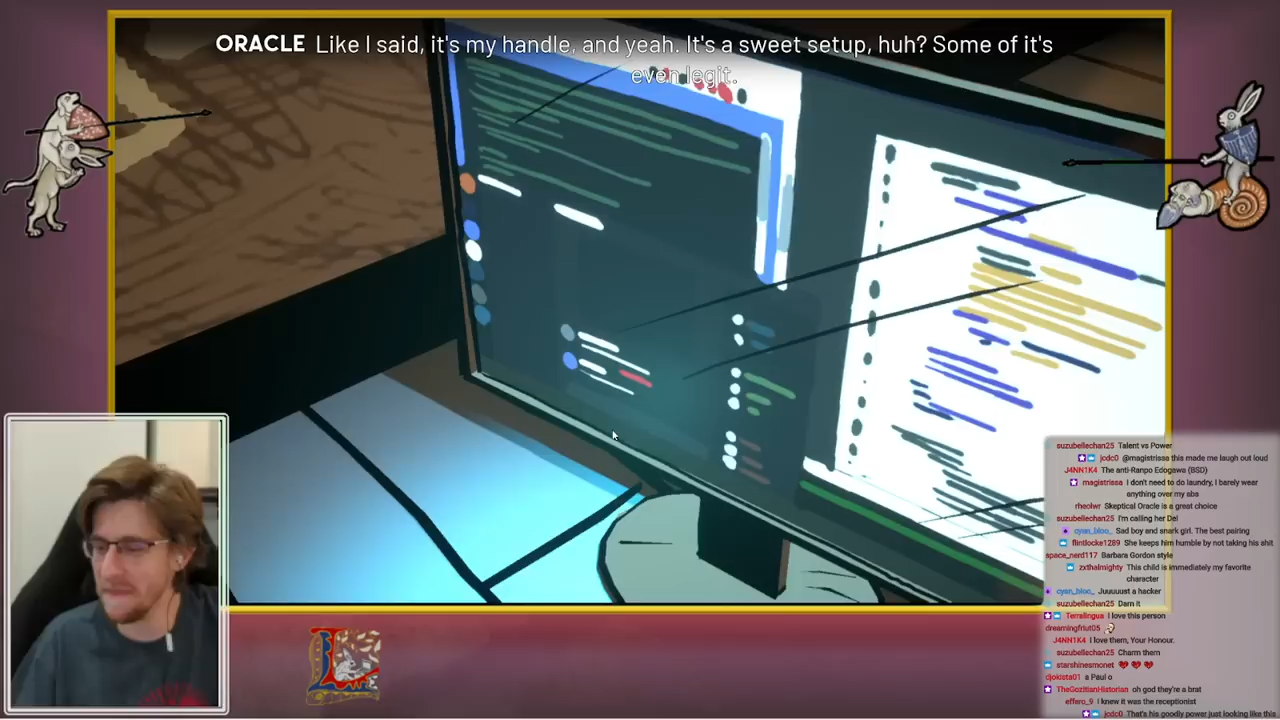 ORACLE Like I said, it's my handle, and yeah. It's a sweet setup, huh? Some of it's
even legit.
suzubellechan25 Talent vs Power
jcdc0 @magistrissa this made me laugh out loud
J4NN1K4 The anti-Ranpo Edogawa (BSD)
magistrissa I don't need to do laundry, I barely wear
anything over my abs
rheolwr Skeptical Oracle is a great choice
suzubellechan25 I'm calling her Del
cyan_bloo_ Sad boy and snark girl. The best pairing
flintlocke1289 She keeps him humble by not taking his shit
space_nerd117 Barbara Gordon style
zxthalmighty This child is immediately my favorite
character
cyan_bloo_ Juuuuust a hacker
suzubellechan25 Darn it
Terralingua I love this person
dreamingfriut05
J4NN1K4 I love them, Your Honour.
suzubellechan25 Charm them
starshinesmonet
djokista01 a Paul o
TheGozitianHistorian oh god they're a brat
effero_9 I knew it was the receptionist
jcdc0 That's his goodly power just looking like this